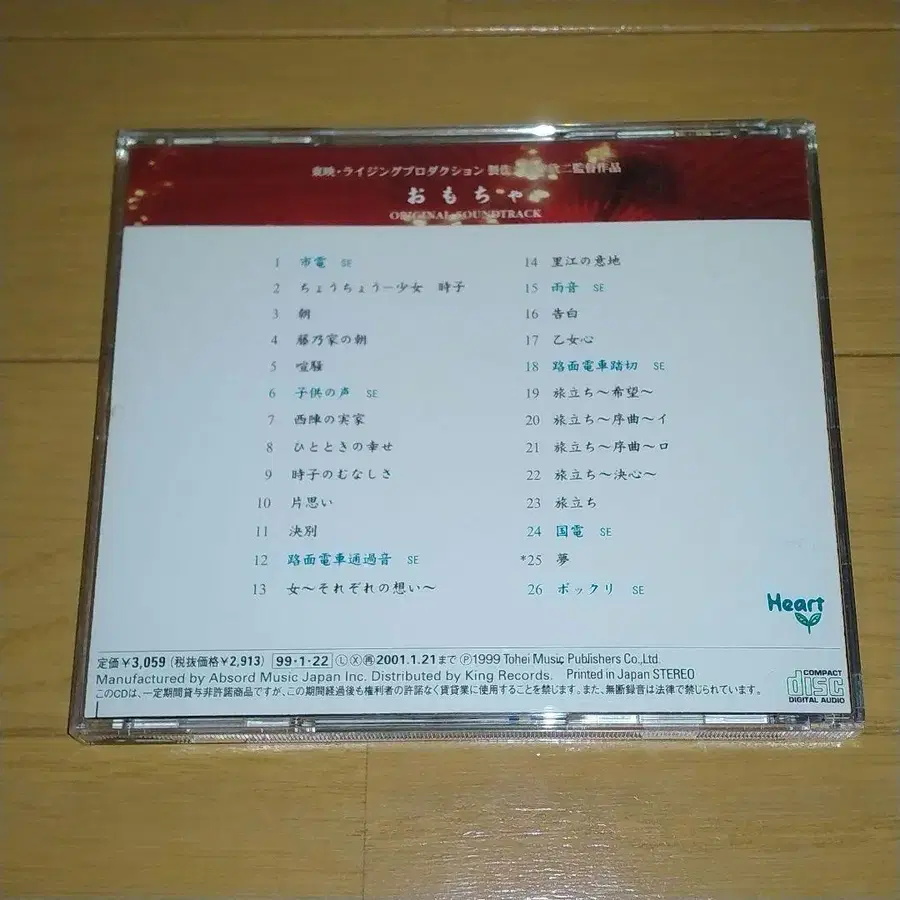 東映・ライジングプロダクション 製作 二監督作品
おもちゃ
ORIGINAL SOUNDTRACK
1 市電 SE
2 ちょうちょう－少女 時子
3 朝
4 藤乃家の朝
5 喧騒
6 子供の声 SE
7 西陣の実家
8 ひとときの幸せ
9 時子のむなしさ
10 片思い
11 決別
12 路面電車通過音 SE
13 女～それぞれの想い～
14 里江の意地
15 雨音 SE
16 告白
17 乙女心
18 路面電車踏切 SE
19 旅立ち～希望～
20 旅立ち～序曲～イ
21 旅立ち～序曲～ロ
22 旅立ち～決心～
23 旅立ち
24 国電 SE
*25 夢
26 ポックリ SE
Heart
定価￥3,059 (税抜価格￥2,913) 99・1・22 Ⓛ Ⓧ 再 2001.1.21まで Ⓟ1999 Tohei Music Publishers Co.,Ltd.
Manufactured by Absord Music Japan Inc. Distributed by King Records. Printed in Japan STEREO
このCDは、一定期間貸与非許諾商品ですが、この期間経過後も権利者の許諾なく賃貸業に使用することを禁じます。また、無断録音は法律で禁じられています。
COMPACT
disc
DIGITAL AUDIO